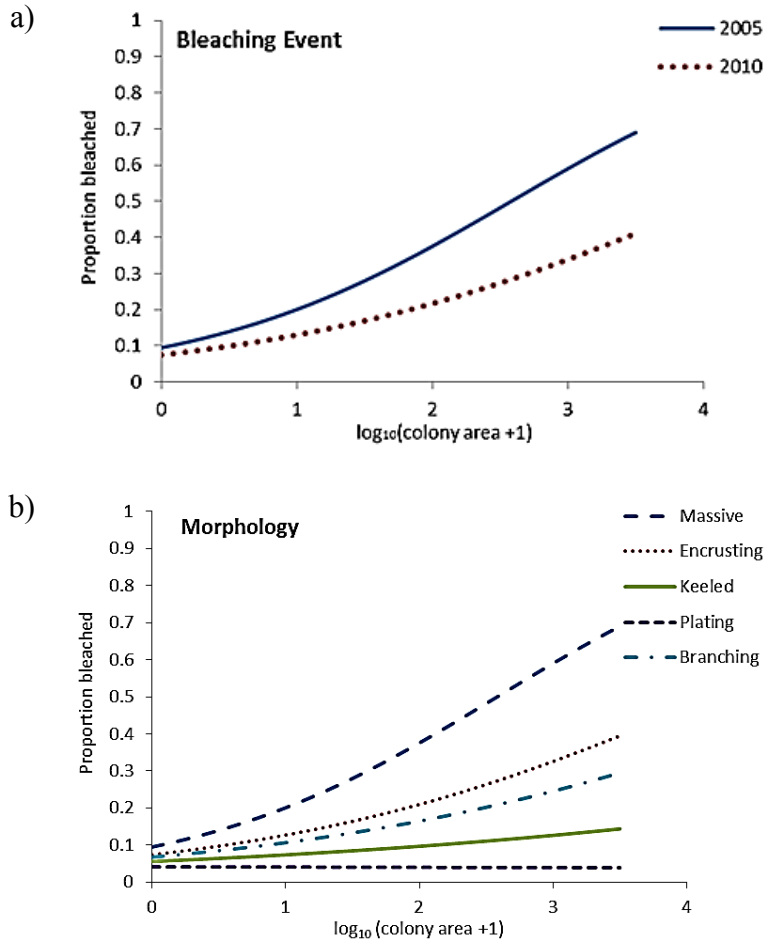 a)
Bleaching Event
2005
2010
Proportion bleached
1
0.9
0.8
0.7
0.6
0.5
0.4
0.3
0.2
0.1
0
0 1 2 3 4
log₁₀(colony area +1)
b)
Morphology
Massive
Encrusting
Keeled
Plating
Branching
Proportion bleached
1
0.9
0.8
0.7
0.6
0.5
0.4
0.3
0.2
0.1
0
0 1 2 3 4
log₁₀ (colony area +1)